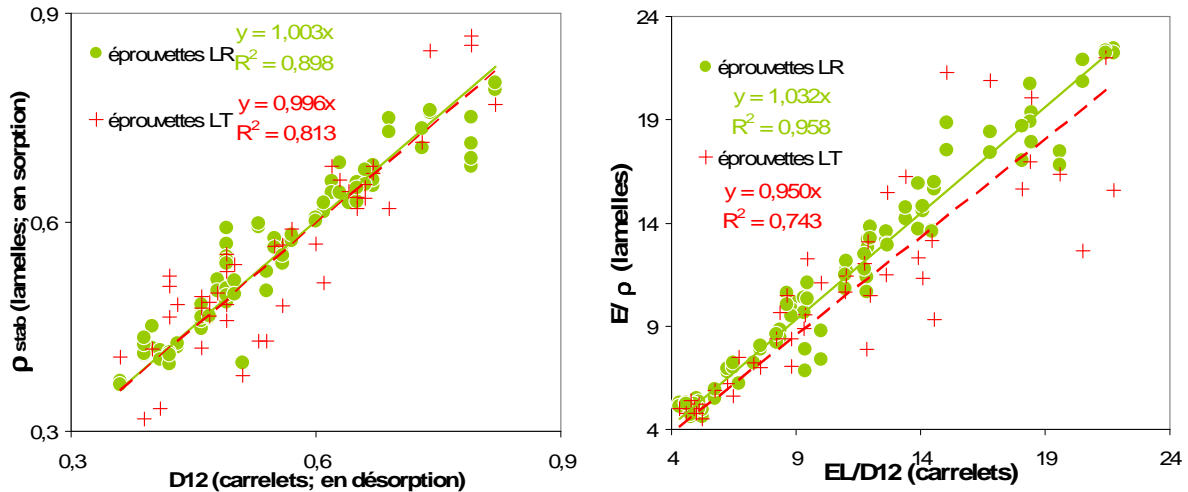 0,9
y = 1,003x
éprouvettes LR
R² = 0,898
y = 0,996x
éprouvettes LT
R² = 0,813
ρ stab (lamelles; en sorption)
0,6
0,3
0,3
0,6
0,9
D12 (carrelets; en désorption)
24
éprouvettes LR
y = 1,032x
R² = 0,958
éprouvettes LT
y = 0,950x
R² = 0,743
E/ ρ (lamelles)
19
14
9
4
4
9
14
19
24
EL/D12 (carrelets)